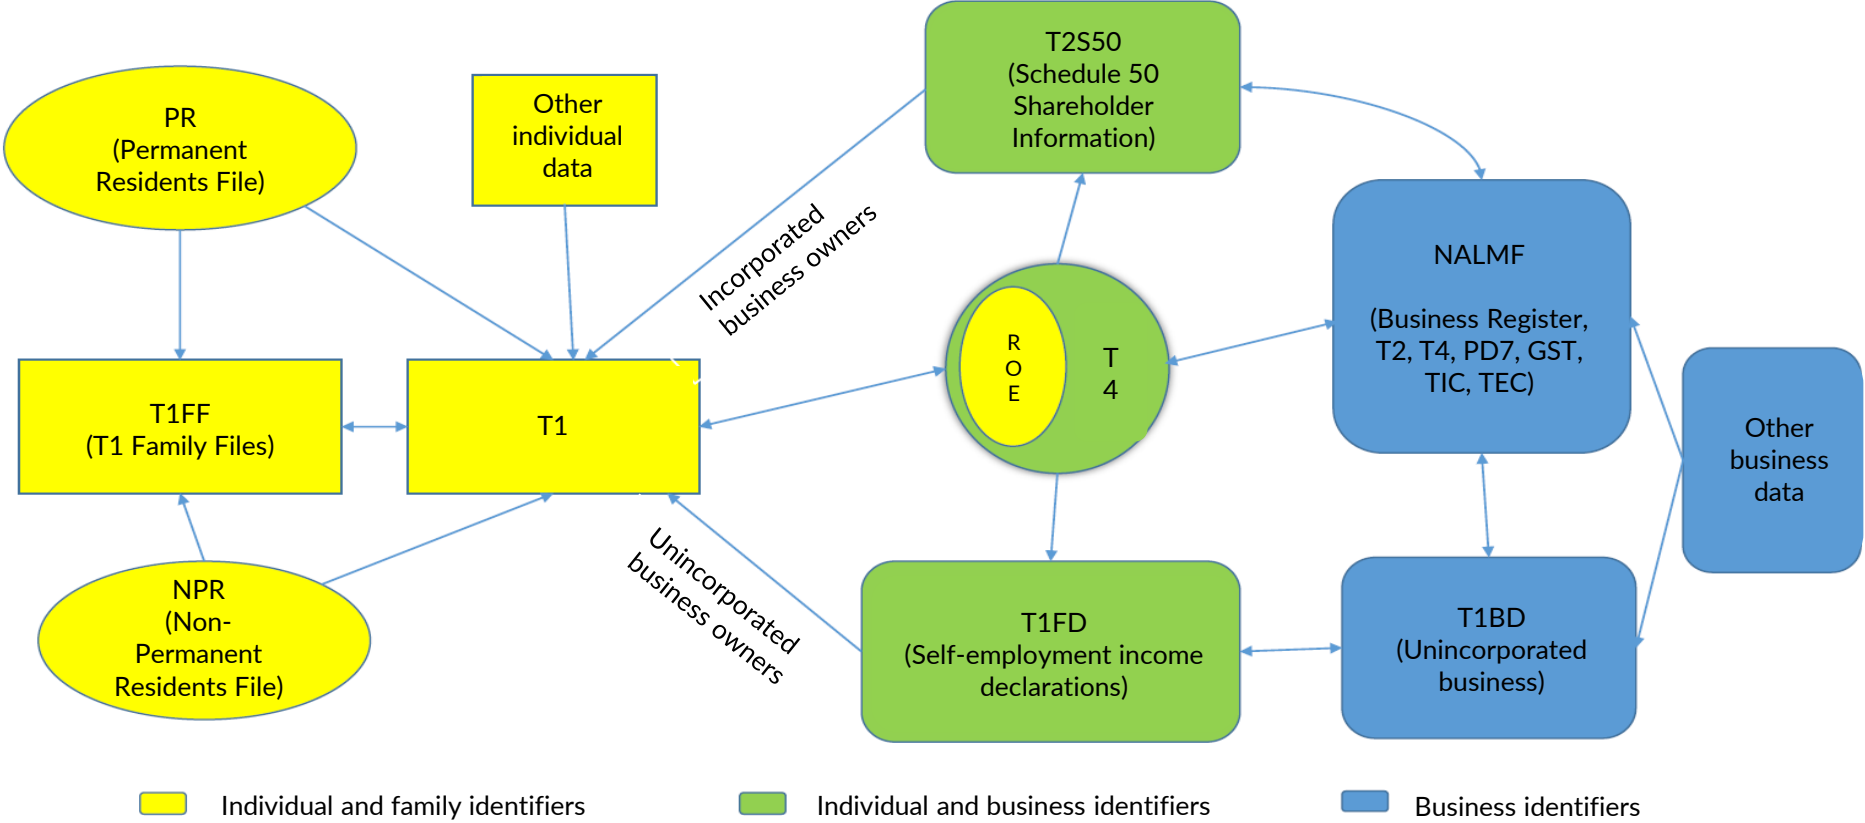 PR
(Permanent
Residents File)
Other
individual
data
T2S50
(Schedule 50
Shareholder
Information)
Incorporated
business owners
NALMF
(Business Register,
T2, T4, PD7, GST,
TIC, TEC)
R
O
E
T
4
T1FF
(T1 Family Files)
T1
Other
business
data
NPR
(Non-
Permanent
Residents File)
Unincorporated
business owners
T1FD
(Self-employment income
declarations)
T1BD
(Unincorporated
business)
Individual and family identifiers
Individual and business identifiers
Business identifiers